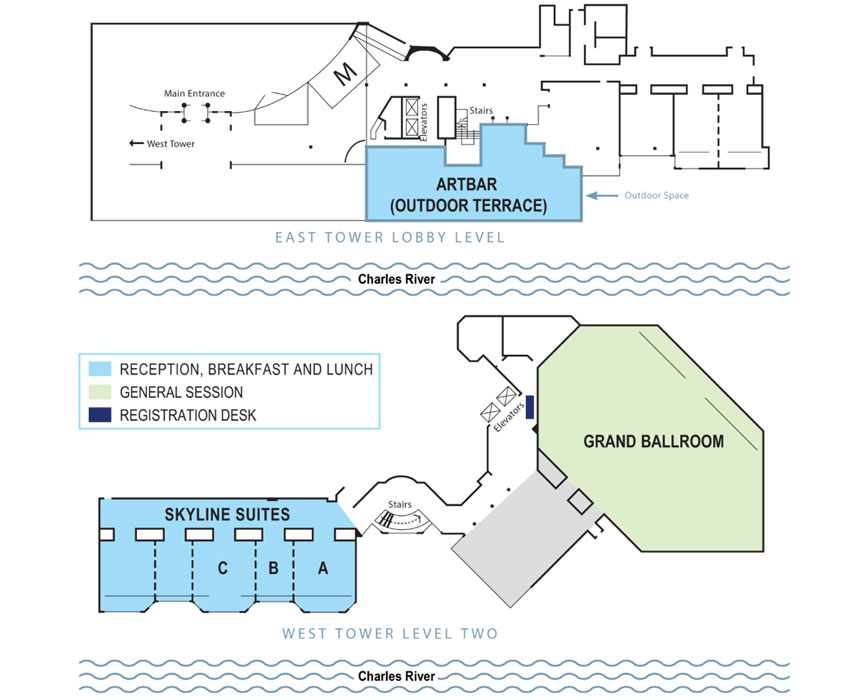 Main Entrance
M
Elevators
Stairs
West Tower
ARTBAR
(OUTDOOR TERRACE)
Outdoor Space
EAST TOWER LOBBY LEVEL
Charles River
RECEPTION, BREAKFAST AND LUNCH
GENERAL SESSION
REGISTRATION DESK
Elevators
GRAND BALLROOM
Stairs
SKYLINE SUITES
C B A
WEST TOWER LEVEL TWO
Charles River